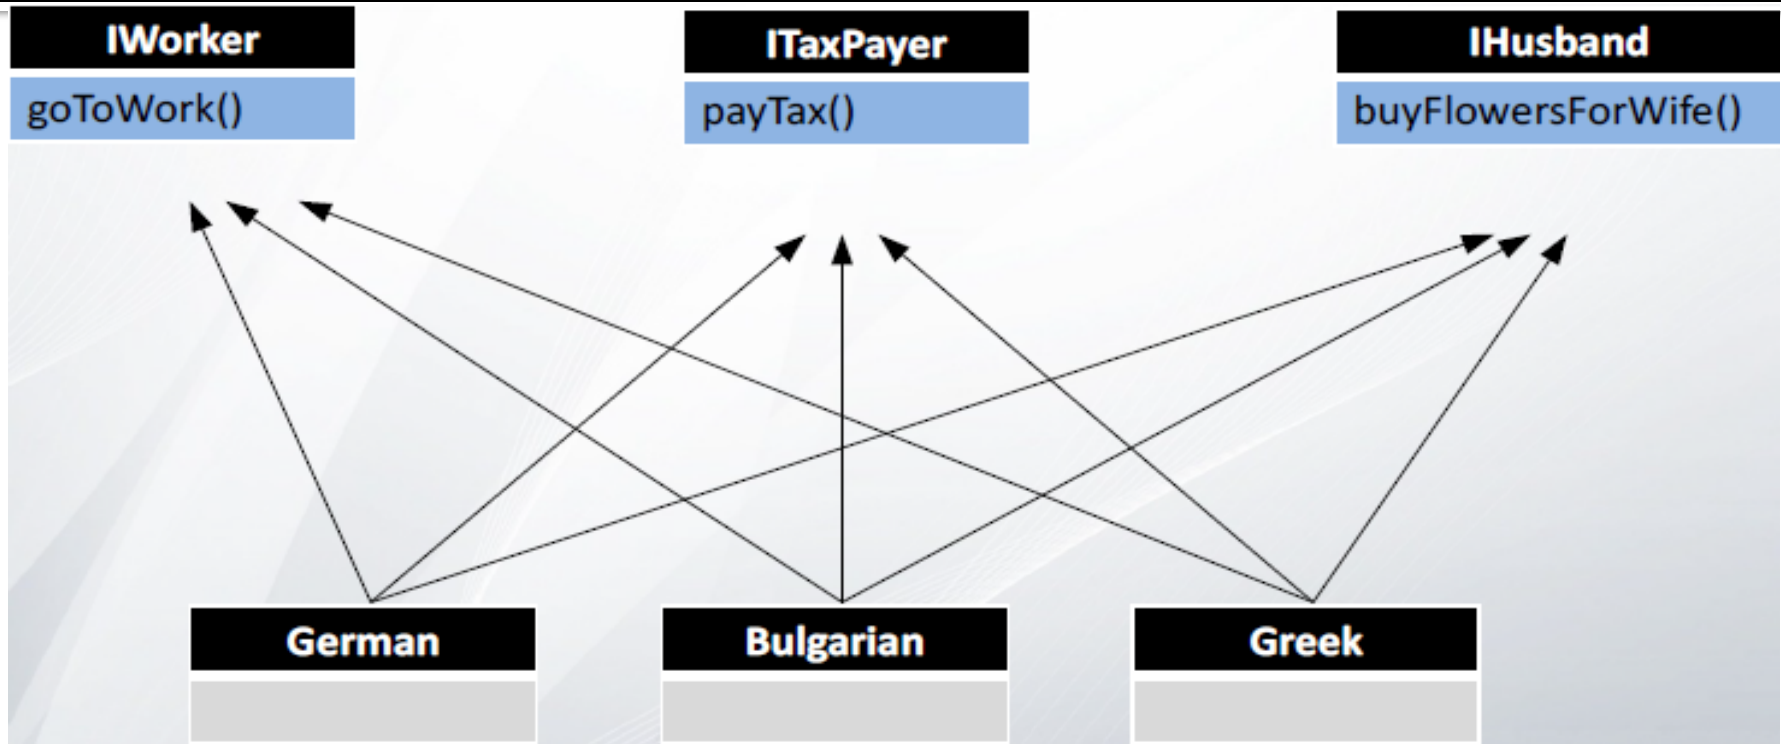 IWorker
ITaxPayer
IHusband
goToWork()
payTax()
buyFlowersForWife()
German
Bulgarian
Greek